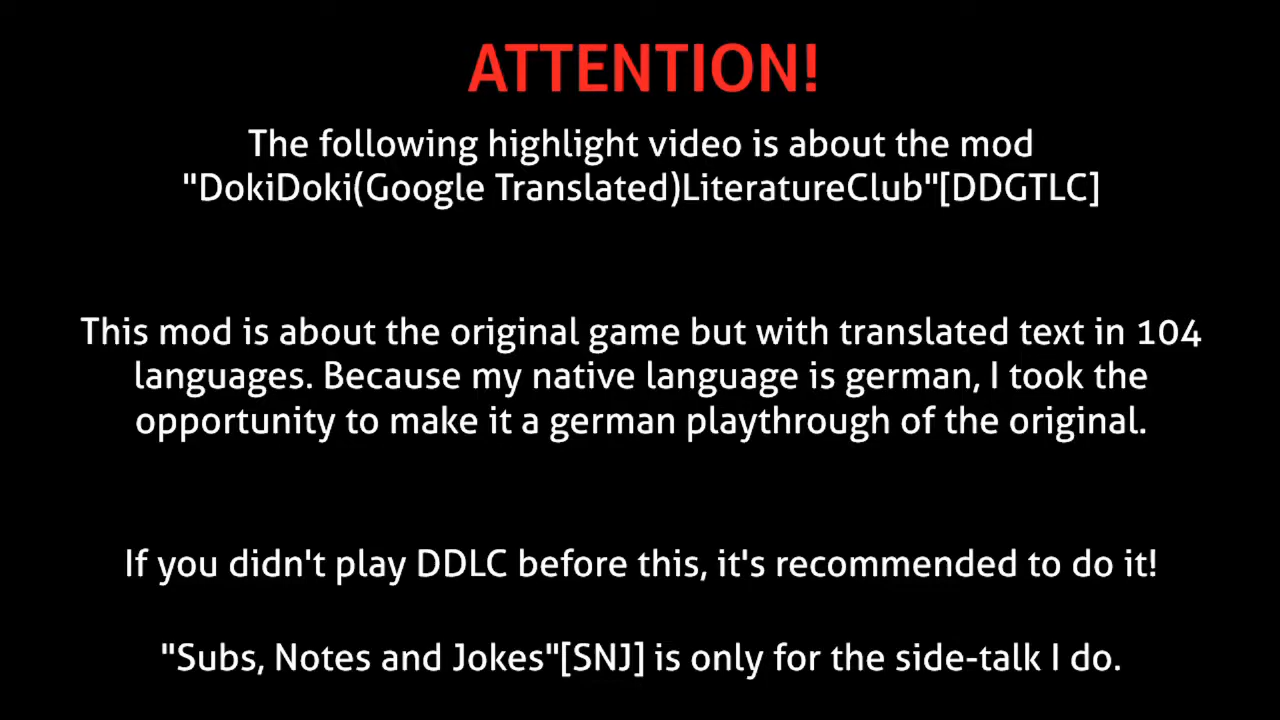 ATTENTION!
The following highlight video is about the mod
"DokiDoki(Google Translated)LiteratureClub"[DDGTLC]
This mod is about the original game but with translated text in 104
languages. Because my native language is german, I took the
opportunity to make it a german playthrough of the original.
If you didn't play DDLC before this, it's recommended to do it!
"Subs, Notes and Jokes"[SNJ] is only for the side-talk I do.